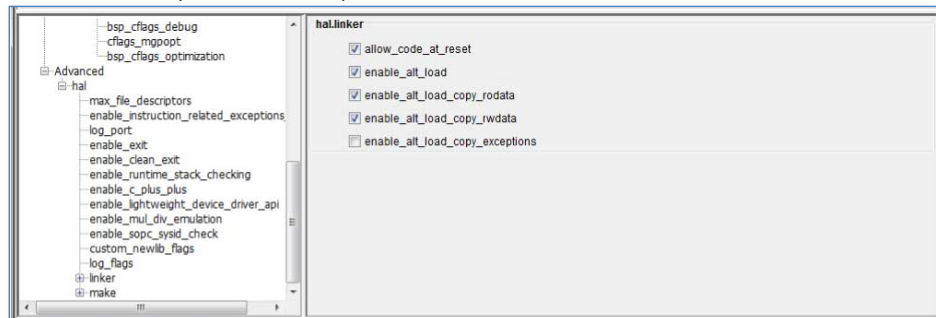 bsp_cflags_debug
cflags_mgpopt
bsp_cflags_optimization
Advanced
hal
max_file_descriptors
enable_instruction_related_exceptions_
log_port
enable_exit
enable_clean_exit
enable_runtime_stack_checking
enable_c_plus_plus
enable_lightweight_device_driver_api
enable_mul_div_emulation
enable_sopc_sysid_check
custom_newlib_flags
log_flags
linker
make
hal.linker
allow_code_at_reset
enable_alt_load
enable_alt_load_copy_rodata
enable_alt_load_copy_rwdata
enable_alt_load_copy_exceptions